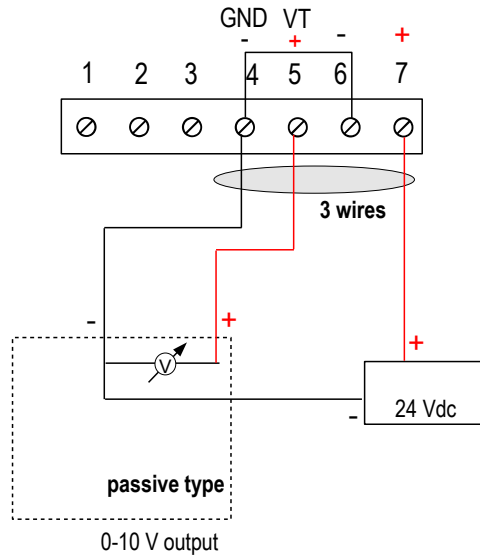 GND VT
- + - +
1 2 3 4 5 6 7
3 wires
- +
+
V
24 Vdc
-
passive type
0-10 V output